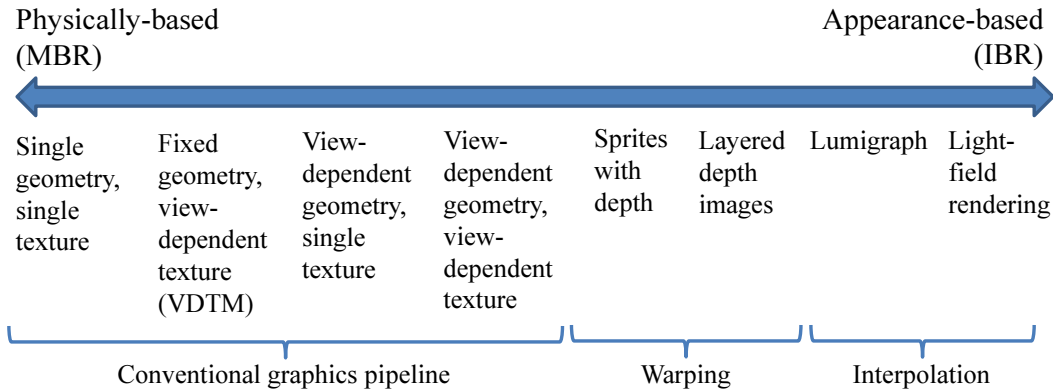 Physically-based
(MBR)
Appearance-based
(IBR)
Single
geometry,
single
texture
Fixed
geometry,
view-
dependent
texture
(VDTM)
View-
dependent
geometry,
single
texture
View-
dependent
geometry,
view-
dependent
texture
Sprites
with
depth
Layered
depth
images
Lumigraph
Light-
field
rendering
Conventional graphics pipeline
Warping
Interpolation